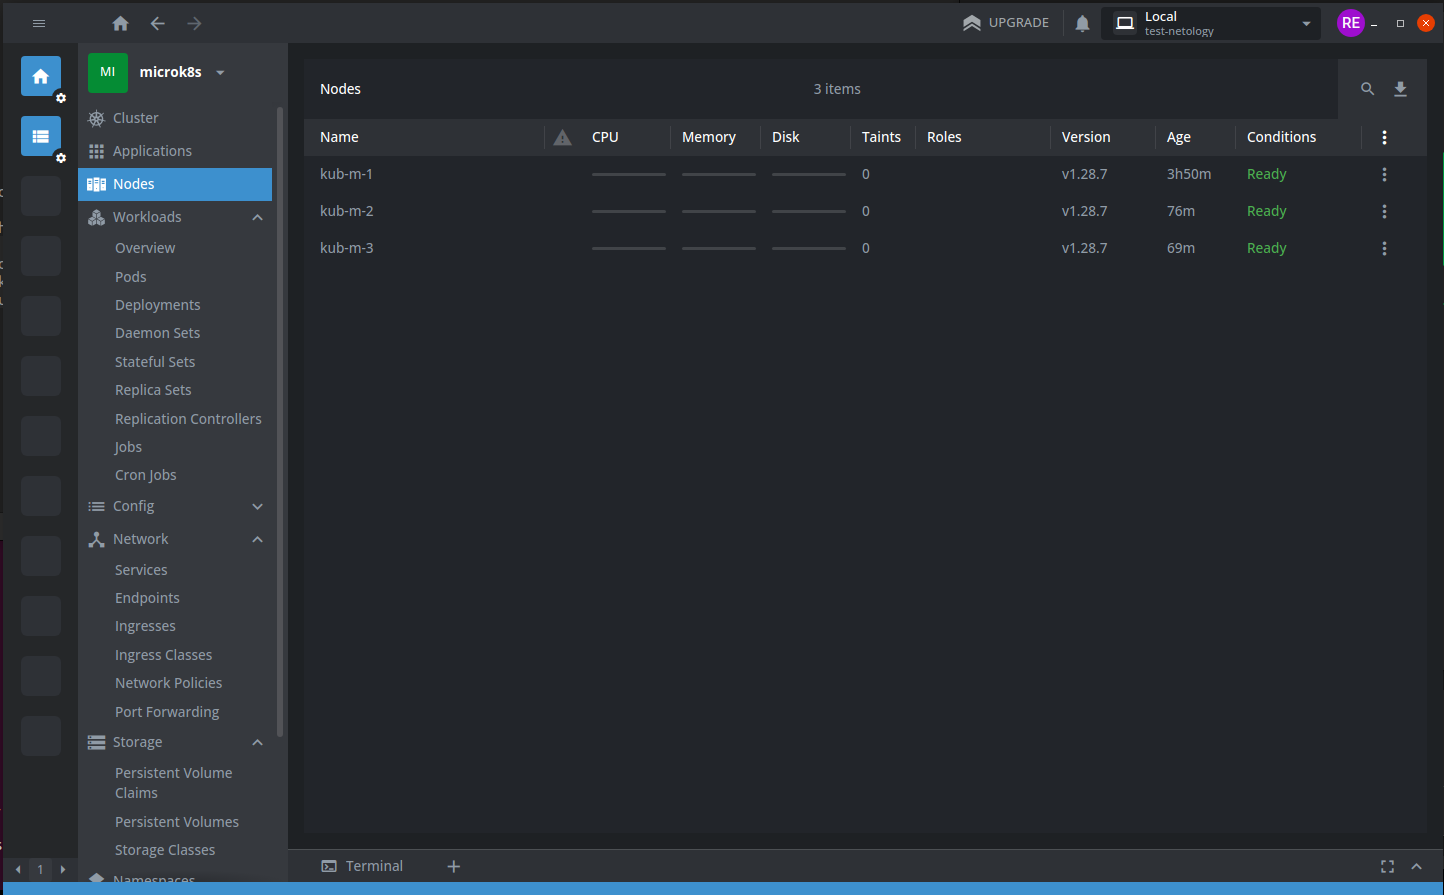 UPGRADE
Local
test-netology
RE
MI
microk8s
Cluster
Applications
Nodes
Workloads
Overview
Pods
Deployments
Daemon Sets
Stateful Sets
Replica Sets
Replication Controllers
Jobs
Cron Jobs
Config
Network
Services
Endpoints
Ingresses
Ingress Classes
Network Policies
Port Forwarding
Storage
Persistent Volume
Claims
Persistent Volumes
Storage Classes
Namespaces
1
Nodes 3 items
Name CPU Memory Disk Taints Roles Version Age Conditions
kub-m-1 0 v1.28.7 3h50m Ready
kub-m-2 0 v1.28.7 76m Ready
kub-m-3 0 v1.28.7 69m Ready
Terminal